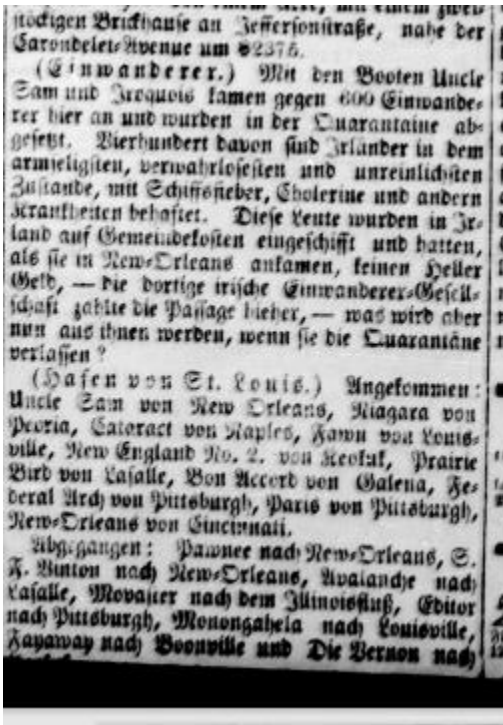 stöckigen Brickhause an Jeffersonstraße, nahe der
Carondelet-Avenue um $2375.
(Einwanderer.) Mit den Booten Uncle
Sam und Iroquois kamen gegen 600 Einwande-
rer hier an und wurden in der Quarantaine ab-
gesetzt. Vierhundert davon sind Irländer in dem
armseligsten, verwahrlosesten und unreinlichsten
Zustande, mit Schiffsfieber, Cholerine und andern
Krankheiten behaftet. Diese Leute wurden in Ir-
land auf Gemeindekosten eingeschifft und hatten,
als sie in New-Orleans ankamen, keinen Heller
Geld, — die dortige irische Einwanderer-Gesell-
schaft zahlte die Passage hieher, — was wird aber
nun aus ihnen werden, wenn sie die Quarantäne
verlassen?
(Hafen von St. Louis.) Angekommen:
Uncle Sam von New Orleans, Niagara von
Peoria, Cataract von Naples, Fawn von Louis-
ville, New England No. 2. von Keokuk, Prairie
Bird von Lasalle, Bon Accord von Galena, Fe-
deral Arch von Pittsburgh, Paris von Pittsburgh,
New-Orleans von Cincinnati.
Abgegangen: Pawnee nach New-Orleans, S.
F. Vinton nach New-Orleans, Avalanche nach
Lasalle, Movaster nach dem Illinoisfluß, Editor
nach Pittsburgh, Monongahela nach Louisville,
Fayaway nach Boonville und Die Vernon nach